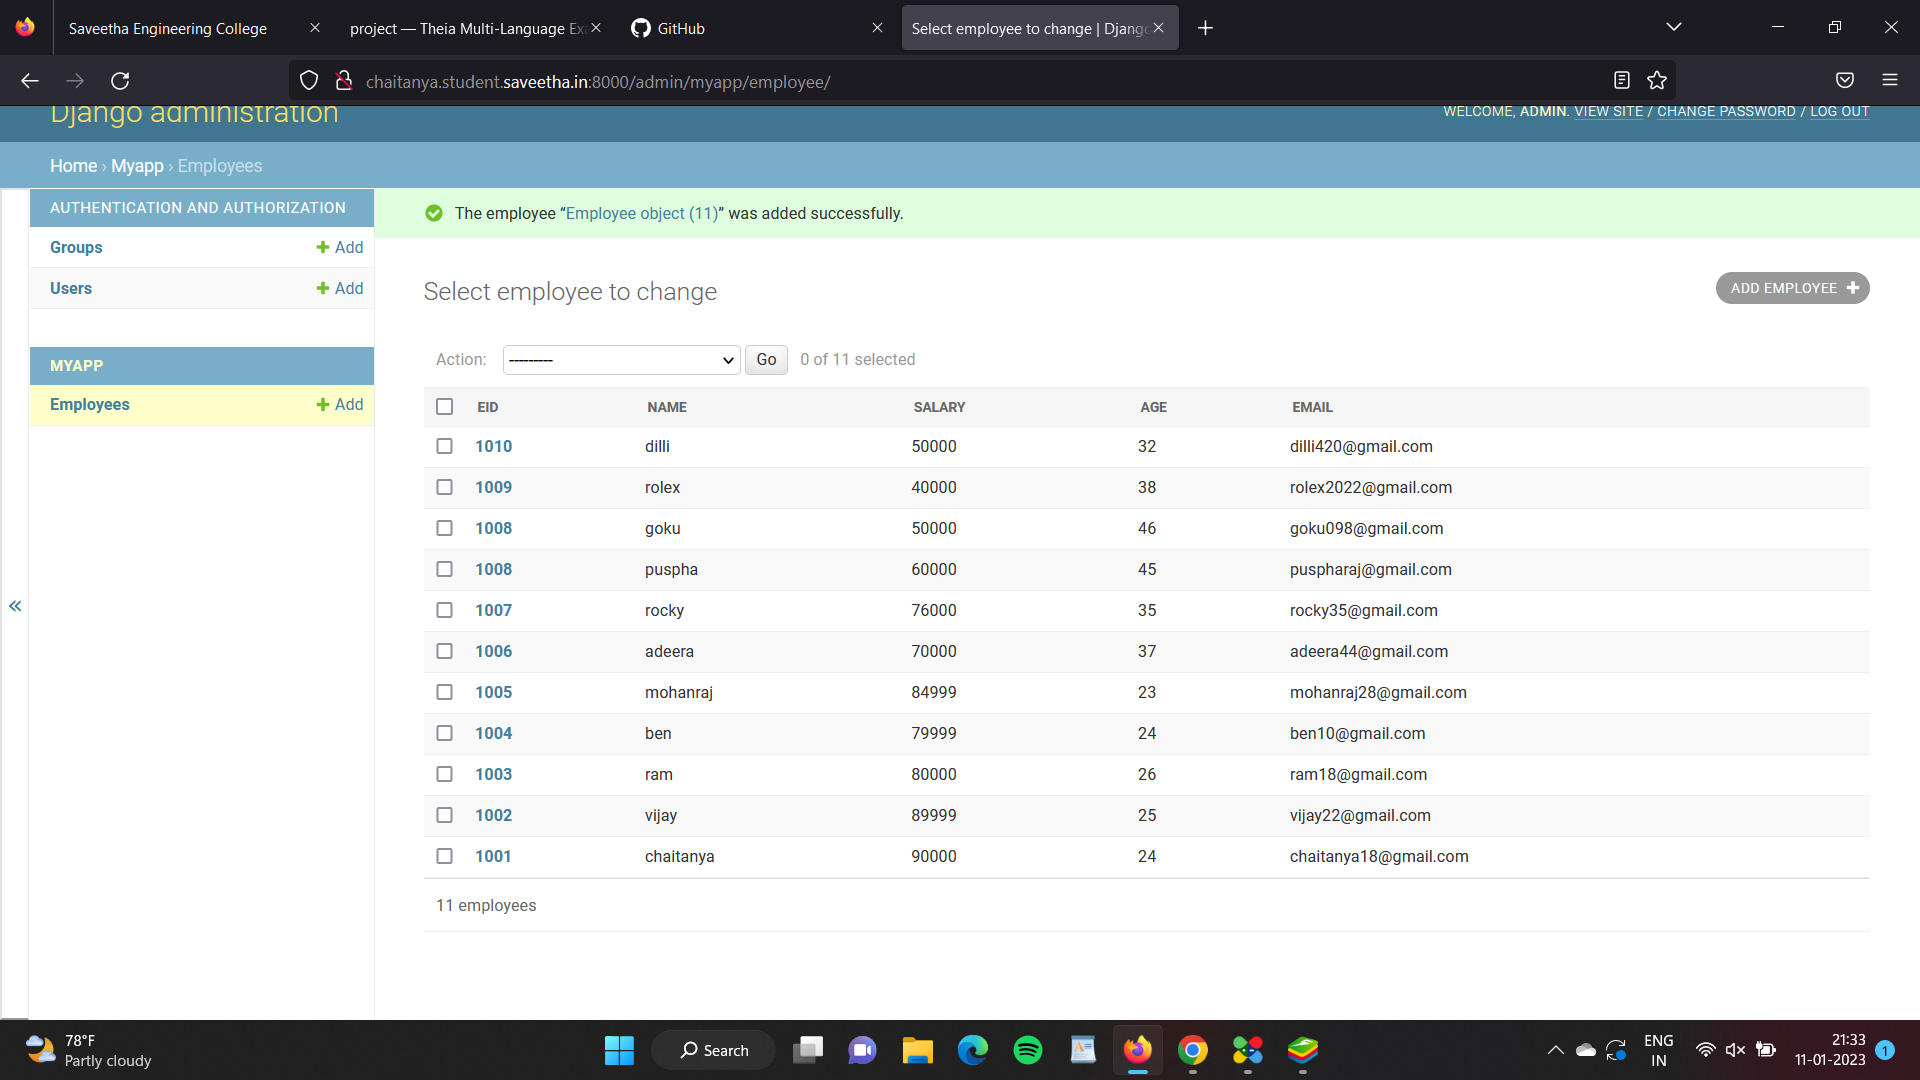 Saveetha Engineering College
project — Theia Multi-Language Exa
GitHub
Select employee to change | Django
chaitanya.student.saveetha.in:8000/admin/myapp/employee/
Django administration
WELCOME, ADMIN. VIEW SITE / CHANGE PASSWORD / LOG OUT
Home › Myapp › Employees
AUTHENTICATION AND AUTHORIZATION
Groups Add
Users Add
MYAPP
Employees Add
The employee “Employee object (11)” was added successfully.
Select employee to change
ADD EMPLOYEE
Action: --------- Go 0 of 11 selected
EID NAME SALARY AGE EMAIL
1010 dilli 50000 32 dilli420@gmail.com
1009 rolex 40000 38 rolex2022@gmail.com
1008 goku 50000 46 goku098@gmail.com
1008 puspha 60000 45 puspharaj@gmail.com
1007 rocky 76000 35 rocky35@gmail.com
1006 adeera 70000 37 adeera44@gmail.com
1005 mohanraj 84999 23 mohanraj28@gmail.com
1004 ben 79999 24 ben10@gmail.com
1003 ram 80000 26 ram18@gmail.com
1002 vijay 89999 25 vijay22@gmail.com
1001 chaitanya 90000 24 chaitanya18@gmail.com
11 employees
78°F
Partly cloudy
Search
ENG
IN
21:33
11-01-2023
1